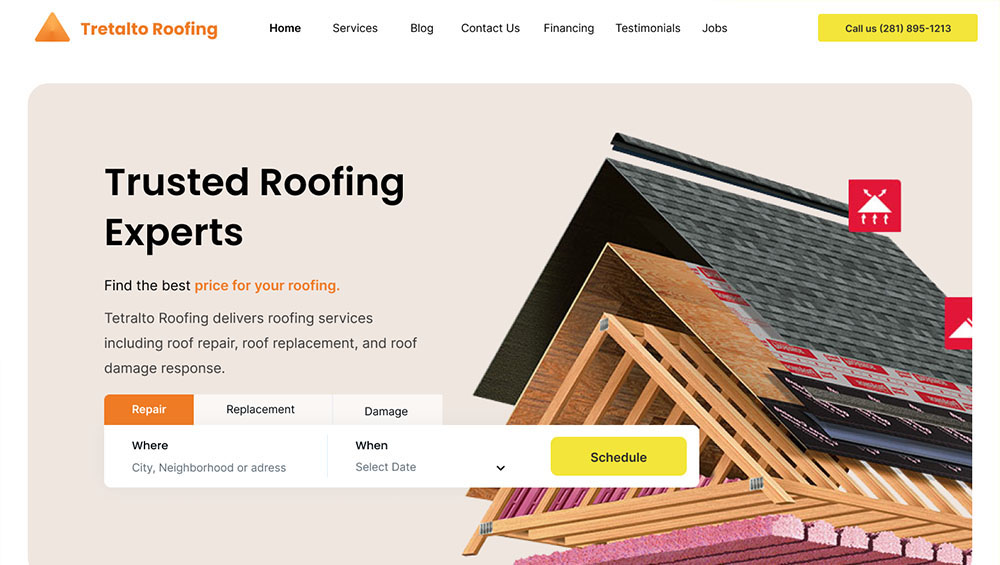 Tretalto Roofing
Home Services Blog Contact Us Financing Testimonials Jobs
Call us (281) 895-1213
Trusted Roofing
Experts
Find the best price for your roofing.
Tetralto Roofing delivers roofing services
including roof repair, roof replacement, and roof
damage response.
Repair Replacement Damage
Where When
City, Neighborhood or adress Select Date
Schedule